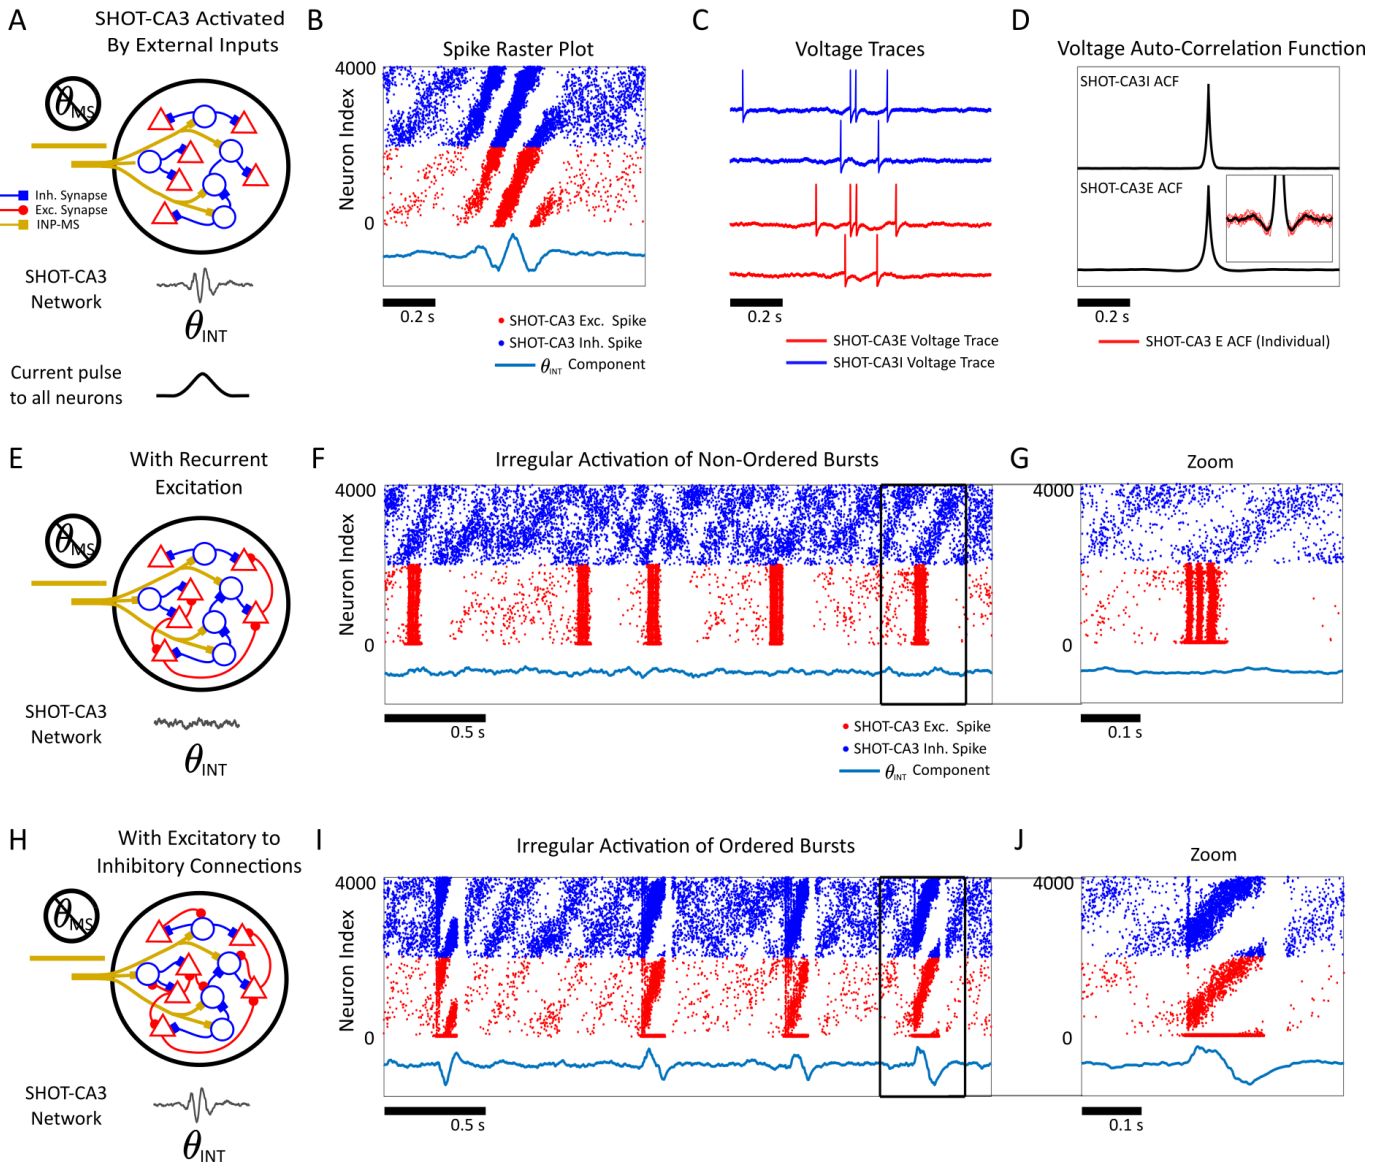 A
SHOT-CA3 Activated
By External Inputs
θMS
Inh. Synapse
Exc. Synapse
INP-MS
SHOT-CA3
Network
θINT
Current pulse
to all neurons
B
Spike Raster Plot
4000
Neuron Index
0
0.2 s
SHOT-CA3 Exc. Spike
SHOT-CA3 Inh. Spike
θINT Component
C
Voltage Traces
0.2 s
SHOT-CA3E Voltage Trace
SHOT-CA3I Voltage Trace
D
Voltage Auto-Correlation Function
SHOT-CA3I ACF
SHOT-CA3E ACF
0.2 s
SHOT-CA3 E ACF (Individual)
E
With Recurrent
Excitation
θMS
SHOT-CA3
Network
θINT
F
Irregular Activation of Non-Ordered Bursts
4000
Neuron Index
0
0.5 s
SHOT-CA3 Exc. Spike
SHOT-CA3 Inh. Spike
θINT Component
G
Zoom
4000
0
0.1 s
H
With Excitatory to
Inhibitory Connections
θMS
SHOT-CA3
Network
θINT
I
Irregular Activation of Ordered Bursts
4000
Neuron Index
0
0.5 s
J
Zoom
4000
0
0.1 s